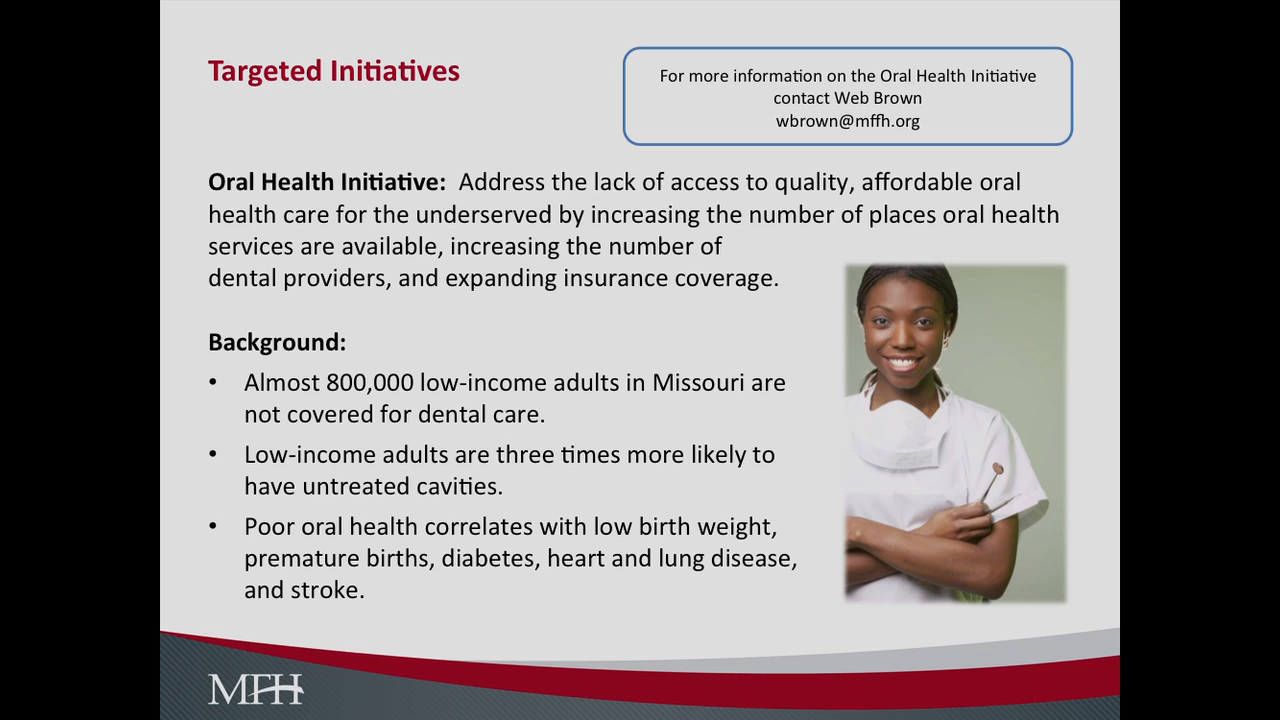 Targeted Initiatives
For more information on the Oral Health Initiative
contact Web Brown
wbrown@mffh.org
Oral Health Initiative: Address the lack of access to quality, affordable oral
health care for the underserved by increasing the number of places oral health
services are available, increasing the number of
dental providers, and expanding insurance coverage.
Background:
• Almost 800,000 low-income adults in Missouri are
not covered for dental care.
• Low-income adults are three times more likely to
have untreated cavities.
• Poor oral health correlates with low birth weight,
premature births, diabetes, heart and lung disease,
and stroke.
MFH